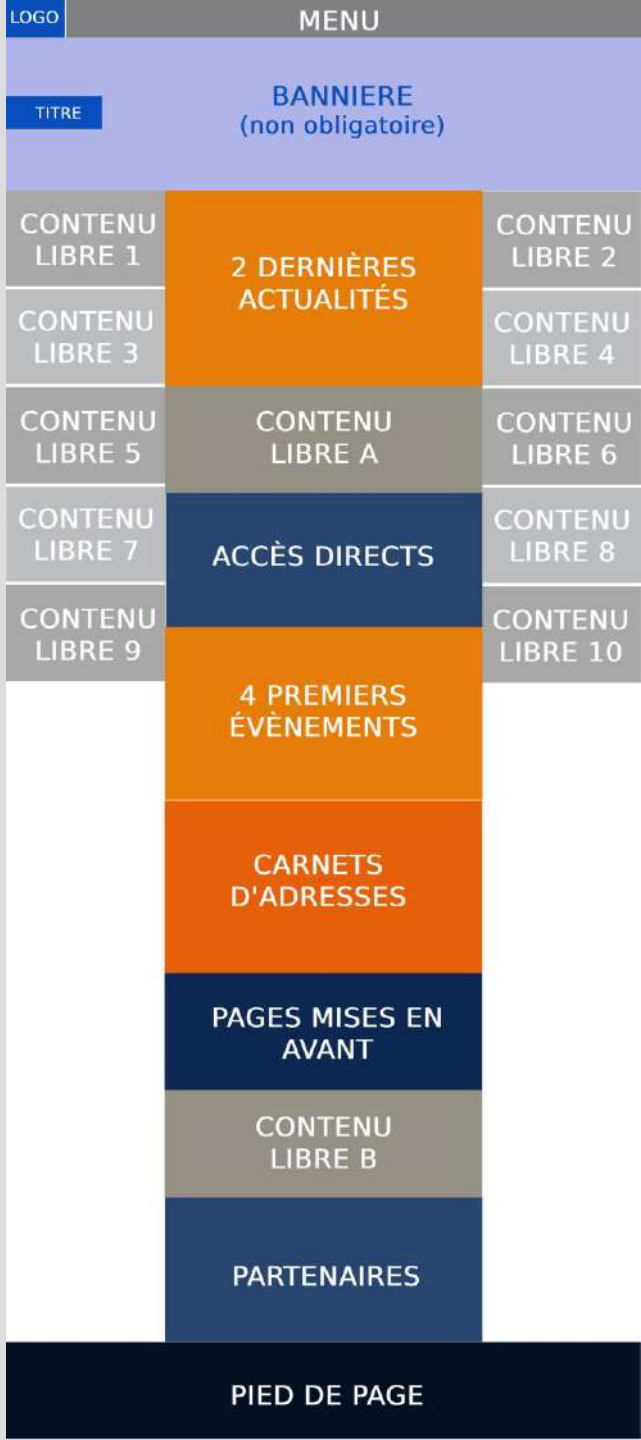 LOGO
MENU
BANNIERE
(non obligatoire)
TITRE
CONTENU
LIBRE 1
2 DERNIÈRES
ACTUALITÉS
CONTENU
LIBRE 2
CONTENU
LIBRE 3
CONTENU
LIBRE 4
CONTENU
LIBRE 5
CONTENU
LIBRE A
CONTENU
LIBRE 6
CONTENU
LIBRE 7
ACCÈS DIRECTS
CONTENU
LIBRE 8
CONTENU
LIBRE 9
CONTENU
LIBRE 10
4 PREMIERS
ÉVÈNEMENTS
CARNETS
D'ADRESSES
PAGES MISES EN
AVANT
CONTENU
LIBRE B
PARTENAIRES
PIED DE PAGE